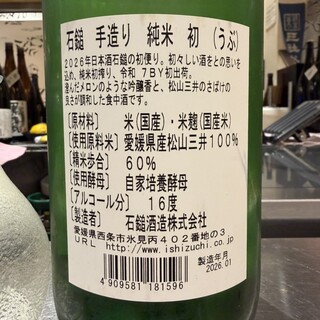 石鎚 手造り 純米 初 （うぶ）
２０２６年日本酒石鎚の初便り。初々しい酒をとの思いを
込め、純米初搾り、令和 ７ＢＹ初出荷。
澄んだメロンのような吟醸香と、松山三井のさばけの
良さが調和した食中酒です。
［原材料］ 米（国産）・米麹（国産米）
［使用原料米］愛媛県産松山三井１００％
［精米歩合］ ６０％
［使用酵母］ 自家培養酵母
［アルコール分］ １６度
［製造者］ 石鎚酒造株式会社
愛媛県西条市氷見丙４０２番地の３
ＵＲＬ http://www.ishizuchi.co.jp
製造年月
2026.01
4 909581 181596